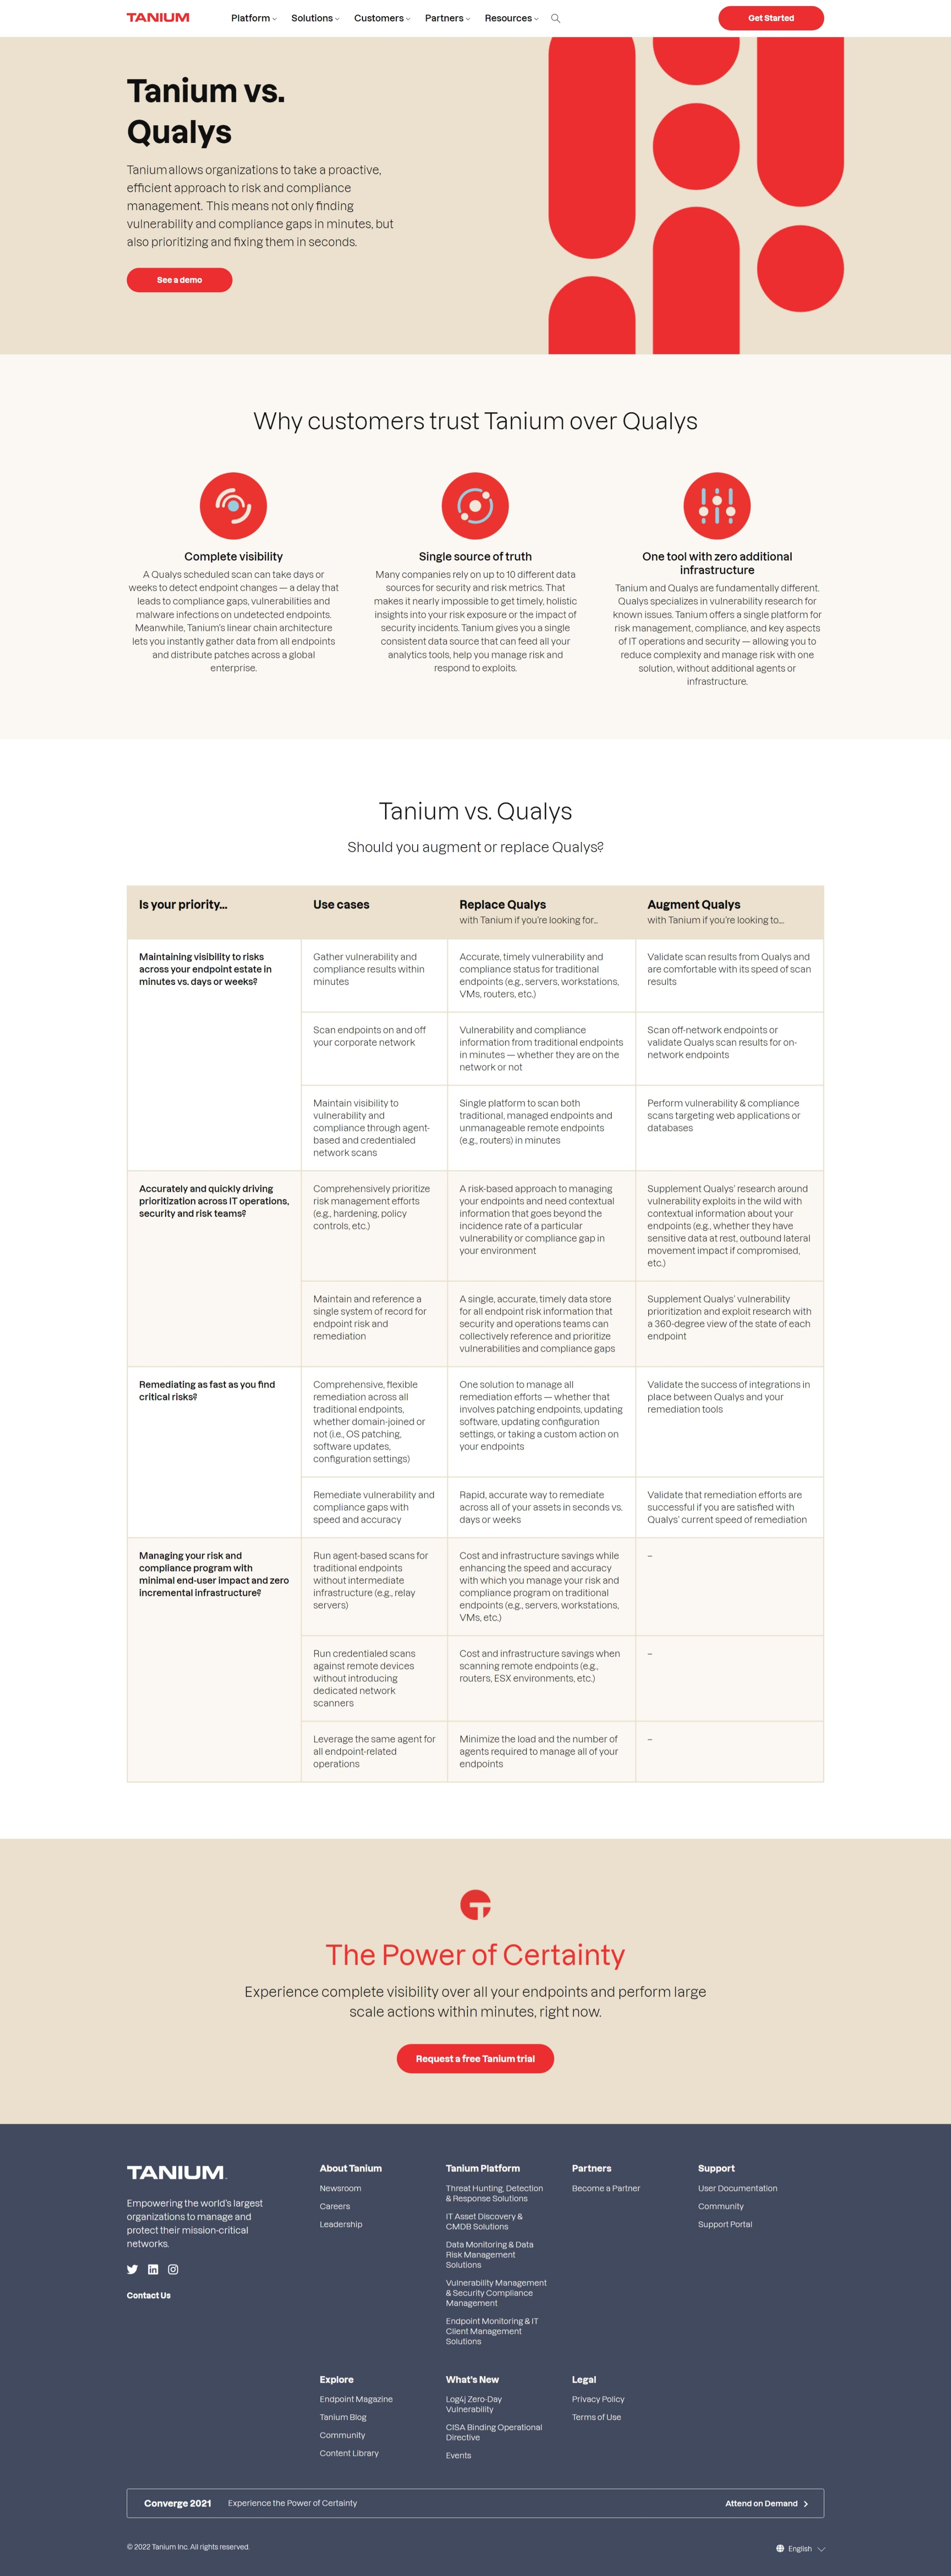 TANIUM
Platform
Solutions
Customers
Partners
Resources
Get Started
Tanium vs.
Qualys
Tanium allows organizations to take a proactive,
efficient approach to risk and compliance
management. This means not only finding
vulnerability and compliance gaps in minutes, but
also prioritizing and fixing them in seconds.
See a demo
Why customers trust Tanium over Qualys
Complete visibility
A Qualys scheduled scan can take days or
weeks to detect endpoint changes — a delay that
leads to compliance gaps, vulnerabilities and
malware infections on undetected endpoints.
Meanwhile, Tanium's linear chain architecture
lets you instantly gather data from all endpoints
and distribute patches across a global
enterprise.
Single source of truth
Many companies rely on up to 10 different data
sources for security and risk metrics. That
makes it nearly impossible to get timely, holistic
insights into your risk exposure or the impact of
security incidents. Tanium gives you a single
consistent data source that can feed all your
analytics tools, help you manage risk and
respond to exploits.
One tool with zero additional
infrastructure
Tanium and Qualys are fundamentally different.
Qualys specializes in vulnerability research for
known issues. Tanium offers a single platform for
risk management, compliance, and key aspects
of IT operations and security — allowing you to
reduce complexity and manage risk with one
solution, without additional agents or
infrastructure.
Tanium vs. Qualys
Should you augment or replace Qualys?
Is your priority...
Use cases
Replace Qualys
with Tanium if you're looking for...
Augment Qualys
with Tanium if you're looking to...
Maintaining visibility to risks
across your endpoint estate in
minutes vs. days or weeks?
Gather vulnerability and
compliance results within
minutes
Accurate, timely vulnerability and
compliance status for traditional
endpoints (e.g., servers, workstations,
VMs, routers, etc.)
Validate scan results from Qualys and
are comfortable with its speed of scan
results
Scan endpoints on and off
your corporate network
Vulnerability and compliance
information from traditional endpoints
in minutes — whether they are on the
network or not
Scan off-network endpoints or
validate Qualys scan results for on-
network endpoints
Maintain visibility to
vulnerability and
compliance through agent-
based and credentialed
network scans
Single platform to scan both
traditional, managed endpoints and
unmanageable remote endpoints
(e.g., routers) in minutes
Perform vulnerability & compliance
scans targeting web applications or
databases
Accurately and quickly driving
prioritization across IT operations,
security and risk teams?
Comprehensively prioritize
risk management efforts
(e.g., hardening, policy
controls, etc.)
A risk-based approach to managing
your endpoints and need contextual
information that goes beyond the
incidence rate of a particular
vulnerability or compliance gap in
your environment
Supplement Qualys' research around
vulnerability exploits in the wild with
contextual information about your
endpoints (e.g., whether they have
sensitive data at rest, outbound lateral
movement impact if compromised,
etc.)
Maintain and reference a
single system of record for
endpoint risk and
remediation
A single, accurate, timely data store
for all endpoint risk information that
security and operations teams can
collectively reference and prioritize
vulnerabilities and compliance gaps
Supplement Qualys' vulnerability
prioritization and exploit research with
a 360-degree view of the state of each
endpoint
Remediating as fast as you find
critical risks?
Comprehensive, flexible
remediation across all
traditional endpoints,
whether domain-joined or
not (i.e., OS patching,
software updates,
configuration settings)
One solution to manage all
remediation efforts — whether that
involves patching endpoints, updating
software, updating configuration
settings, or taking a custom action on
your endpoints
Validate the success of integrations in
place between Qualys and your
remediation tools
Remediate vulnerability and
compliance gaps with
speed and accuracy
Rapid, accurate way to remediate
across all of your assets in seconds vs.
days or weeks
Validate that remediation efforts are
successful if you are satisfied with
Qualys' current speed of remediation
Managing your risk and
compliance program with
minimal end-user impact and zero
incremental infrastructure?
Run agent-based scans for
traditional endpoints
without intermediate
infrastructure (e.g., relay
servers)
Cost and infrastructure savings while
enhancing the speed and accuracy
with which you manage your risk and
compliance program on traditional
endpoints (e.g., servers, workstations,
VMs, etc.)
–
Run credentialed scans
against remote devices
without introducing
dedicated network
scanners
Cost and infrastructure savings when
scanning remote endpoints (e.g.,
routers, ESX environments, etc.)
–
Leverage the same agent for
all endpoint-related
operations
Minimize the load and the number of
agents required to manage all of your
endpoints
–
The Power of Certainty
Experience complete visibility over all your endpoints and perform large
scale actions within minutes, right now.
Request a free Tanium trial
TANIUM
Empowering the world's largest
organizations to manage and
protect their mission-critical
networks.
Contact Us
About Tanium
Newsroom
Careers
Leadership
Tanium Platform
Threat Hunting, Detection
& Response Solutions
IT Asset Discovery &
CMDB Solutions
Data Monitoring & Data
Risk Management
Solutions
Vulnerability Management
& Security Compliance
Management
Endpoint Monitoring & IT
Client Management
Solutions
Partners
Become a Partner
Support
User Documentation
Community
Support Portal
Explore
Endpoint Magazine
Tanium Blog
Community
Content Library
What's New
Log4j Zero-Day
Vulnerability
CISA Binding Operational
Directive
Events
Legal
Privacy Policy
Terms of Use
Converge 2021
Experience the Power of Certainty
Attend on Demand
© 2022 Tanium Inc. All rights reserved.
English